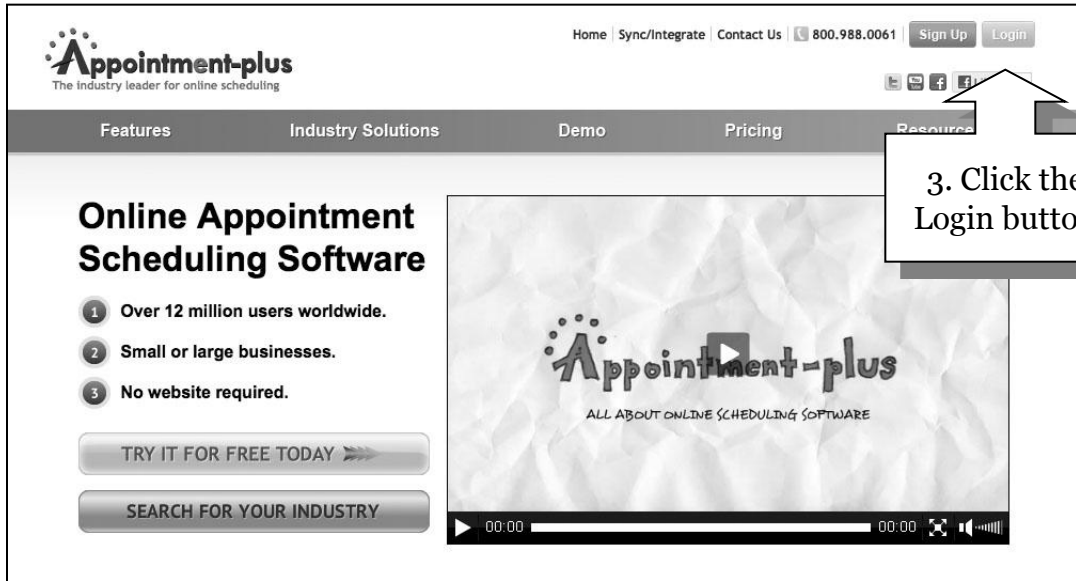 Home | Sync/Integrate | Contact Us | 800.988.0061 | Sign Up Login
Appointment-plus
The industry leader for online scheduling
Features Industry Solutions Demo Pricing Resource
3. Click the
Login butto
Online Appointment
Scheduling Software
1 Over 12 million users worldwide.
2 Small or large businesses.
3 No website required.
TRY IT FOR FREE TODAY
SEARCH FOR YOUR INDUSTRY
Appointment-plus
ALL ABOUT ONLINE SCHEDULING SOFTWARE
00:00 00:00